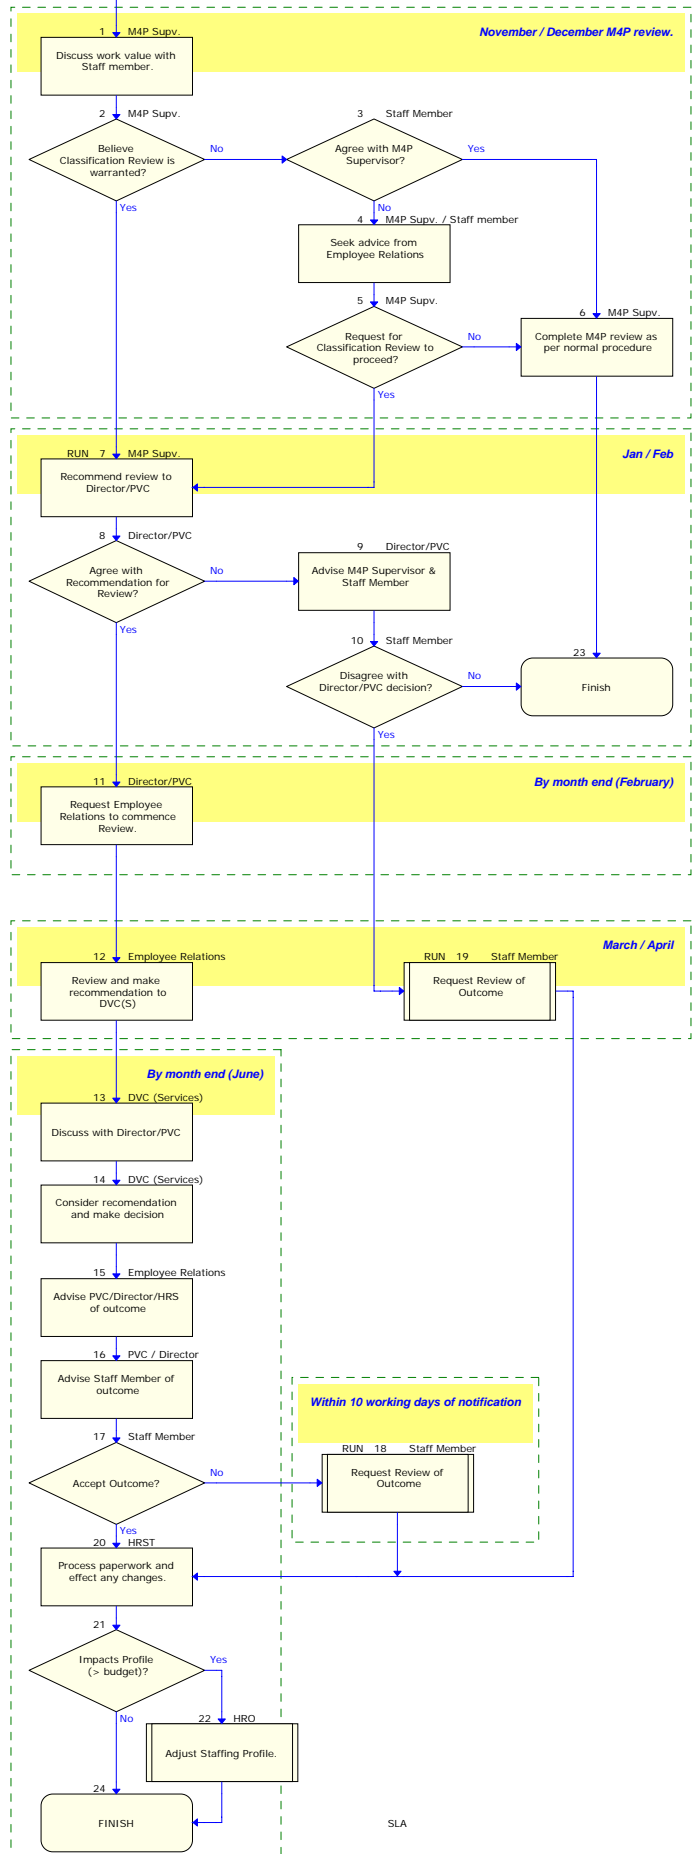 November / December M4P review.
1 M4P Supv.
Discuss work value with
Staff member.
2 M4P Supv.
Believe
Classification Review is
warranted?
No
Yes
3 Staff Member
Agree with M4P
Supervisor?
Yes
No
4 M4P Supv. / Staff member
Seek advice from
Employee Relations
5 M4P Supv.
Request for
Classification Review to
proceed?
No
Yes
6 M4P Supv.
Complete M4P review as
per normal procedure
Jan / Feb
RUN 7 M4P Supv.
Recommend review to
Director/PVC
8 Director/PVC
Agree with
Recommendation for
Review?
No
Yes
9 Director/PVC
Advise M4P Supervisor &
Staff Member
10 Staff Member
Disagree with
Director/PVC decision?
No
Yes
23
Finish
By month end (February)
11 Director/PVC
Request Employee
Relations to commence
Review.
March / April
12 Employee Relations
Review and make
recommendation to
DVC(S)
RUN 19 Staff Member
Request Review of
Outcome
By month end (June)
13 DVC (Services)
Discuss with Director/PVC
14 DVC (Services)
Consider recomendation
and make decision
15 Employee Relations
Advise PVC/Director/HRS
of outcome
16 PVC / Director
Advise Staff Member of
outcome
17 Staff Member
Accept Outcome?
No
Yes
Within 10 working days of notification
RUN 18 Staff Member
Request Review of
Outcome
20 HRST
Process paperwork and
effect any changes.
21
Impacts Profile
(> budget)?
Yes
No
22 HRO
Adjust Staffing Profile.
24
FINISH
SLA